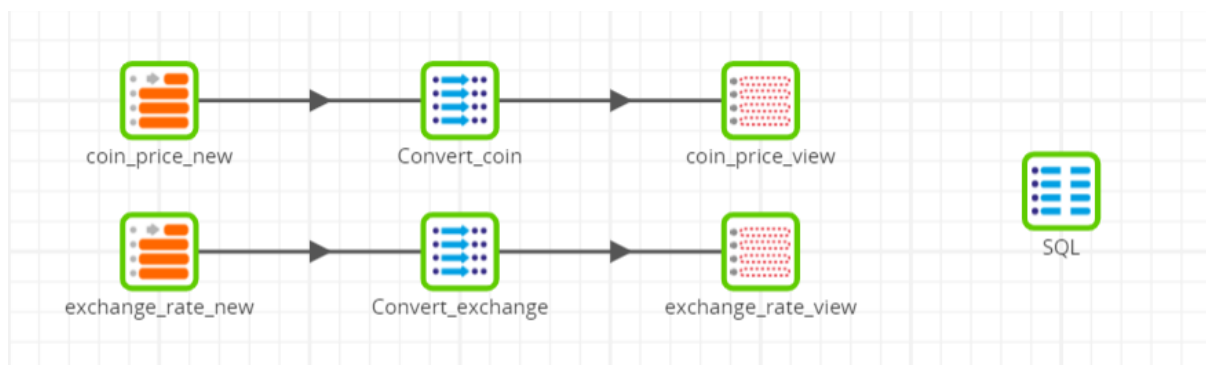 coin_price_new
Convert_coin
coin_price_view
SQL
exchange_rate_new
Convert_exchange
exchange_rate_view